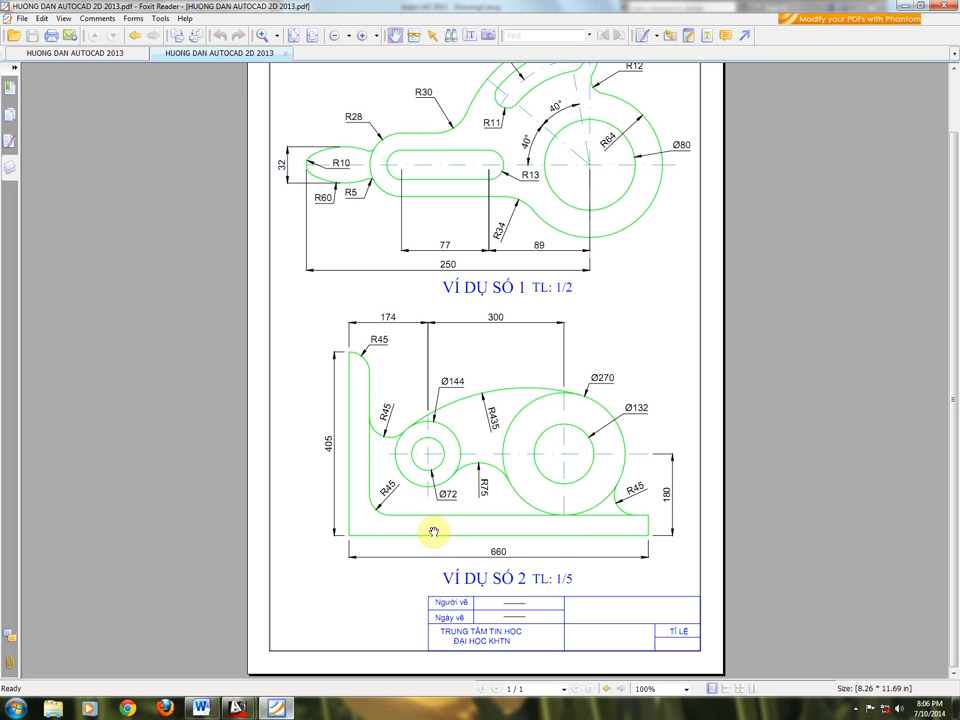 HUONG DAN AUTOCAD 2D 2013.pdf - Foxit Reader - [HUONG DAN AUTOCAD 2D 2013.pdf]
File Edit View Comments Forms Tools Help
Modify your PDFs with Phantom
Find
HUONG DAN AUTOCAD 2013
HUONG DAN AUTOCAD 2D 2013
R12
R30
40°
R11
R28
R64
Ø80
40°
32
R10
R13
R60
R5
R34
77
89
250
VÍ DỤ SỐ 1 TL: 1/2
174
300
R45
Ø144
Ø270
R45
R435
Ø132
405
R45
Ø72
R75
R45
180
660
VÍ DỤ SỐ 2 TL: 1/5
Người vẽ
Ngày vẽ
TRUNG TÂM TIN HỌC
ĐẠI HỌC KHTN
TỈ LỆ
Ready
1 / 1
100%
Size: [8.26 * 11.69 in]
8:06 PM
7/10/2014